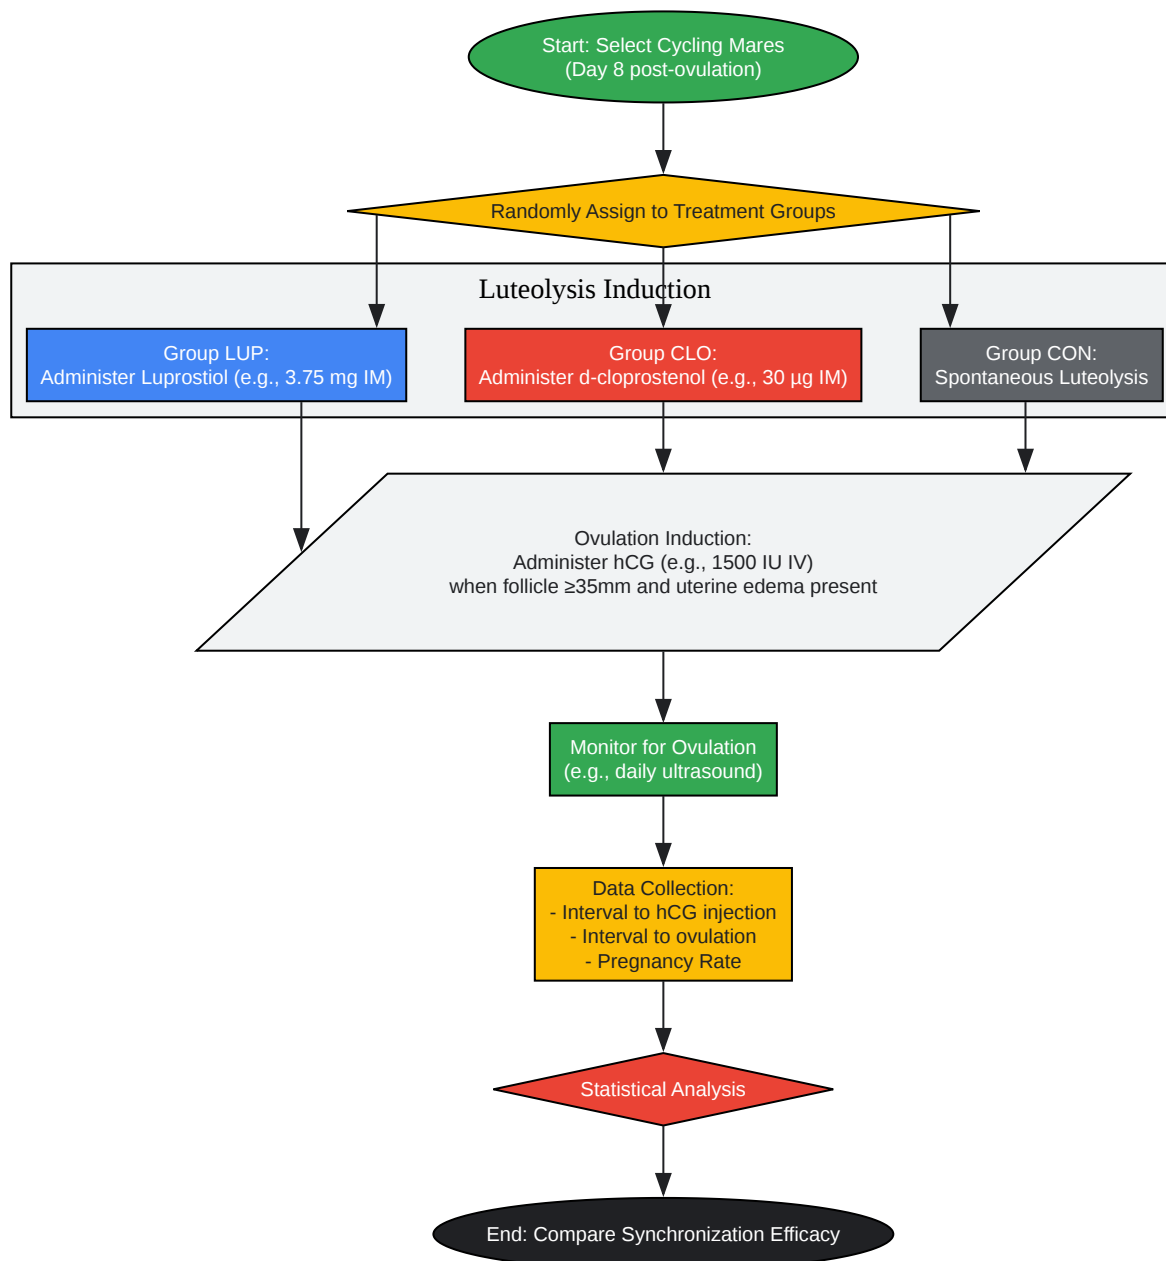 Start: Select Cycling Mares
(Day 8 post-ovulation)
Randomly Assign to Treatment Groups
Luteolysis Induction
Group LUP:
Administer Luprostiol (e.g., 3.75 mg IM)
Group CLO:
Administer d-cloprostenol (e.g., 30 µg IM)
Group CON:
Spontaneous Luteolysis
Ovulation Induction:
Administer hCG (e.g., 1500 IU IV)
when follicle ≥35mm and uterine edema present
Monitor for Ovulation
(e.g., daily ultrasound)
Data Collection:
- Interval to hCG injection
- Interval to ovulation
- Pregnancy Rate
Statistical Analysis
End: Compare Synchronization Efficacy